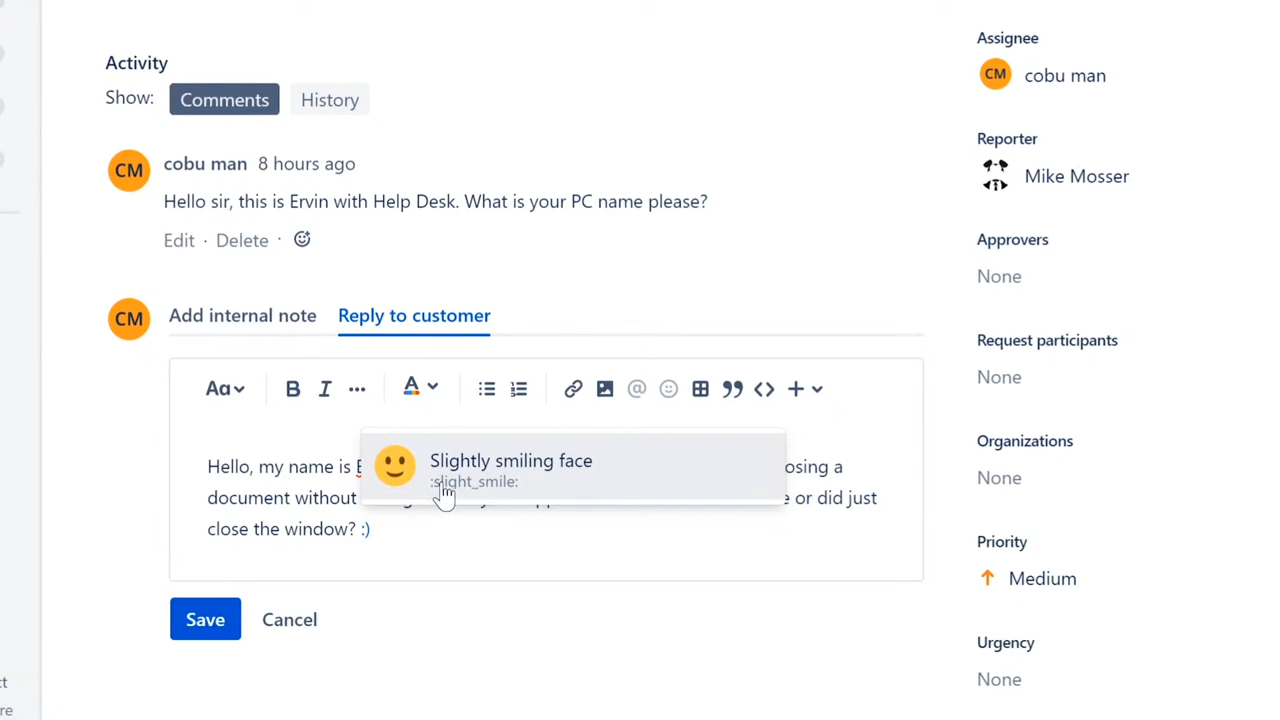 Activity
Show: Comments History
CM cobu man 8 hours ago
Hello sir, this is Ervin with Help Desk. What is your PC name please?
Edit · Delete ·
CM Add internal note Reply to customer
Aa B I ... A @ <> +
Slightly smiling face
:slight_smile:
Hello, my name is
document without or did just
close the window? :)
Save Cancel
Assignee
CM cobu man
Reporter
Mike Mosser
Approvers
None
Request participants
None
Organizations
None
Priority
Medium
Urgency
None